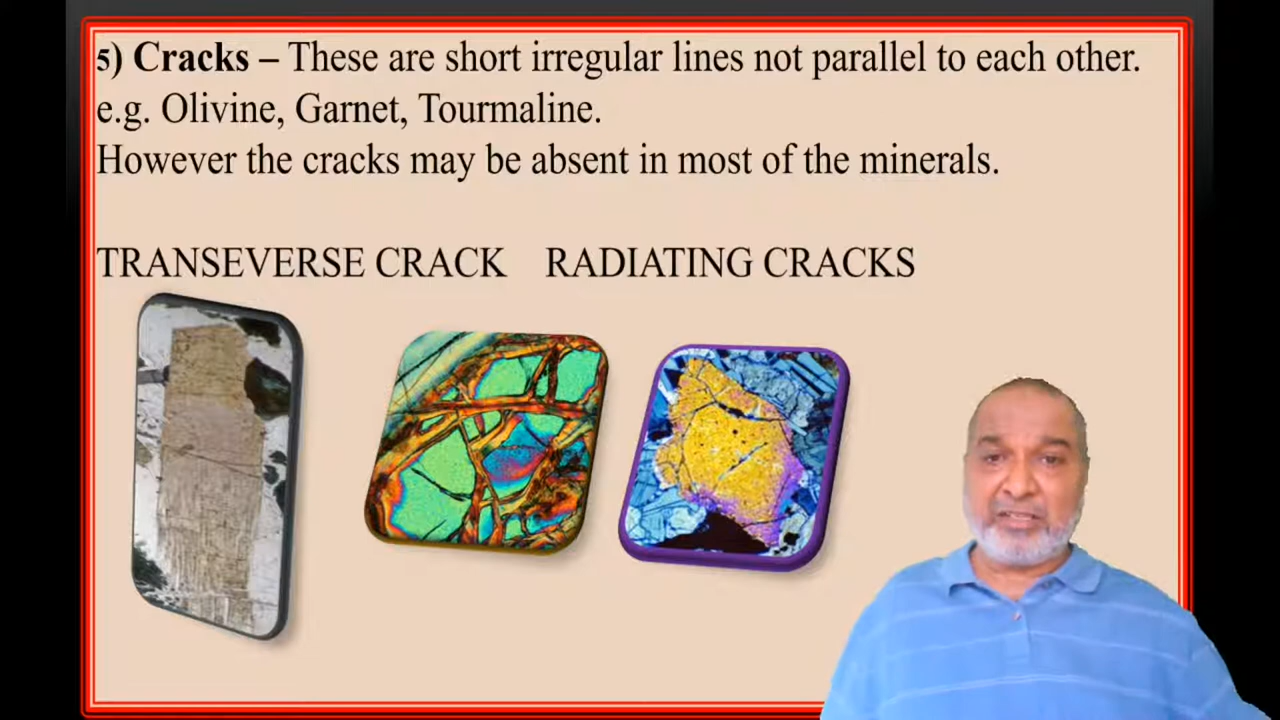 5) Cracks – These are short irregular lines not parallel to each other.
e.g. Olivine, Garnet, Tourmaline.
However the cracks may be absent in most of the minerals.
TRANSEVERSE CRACK RADIATING CRACKS